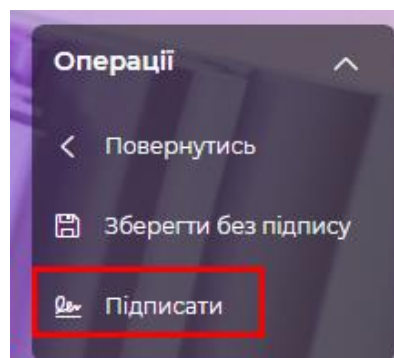 Операції
Повернутись
Зберегти без підпису
Підписати